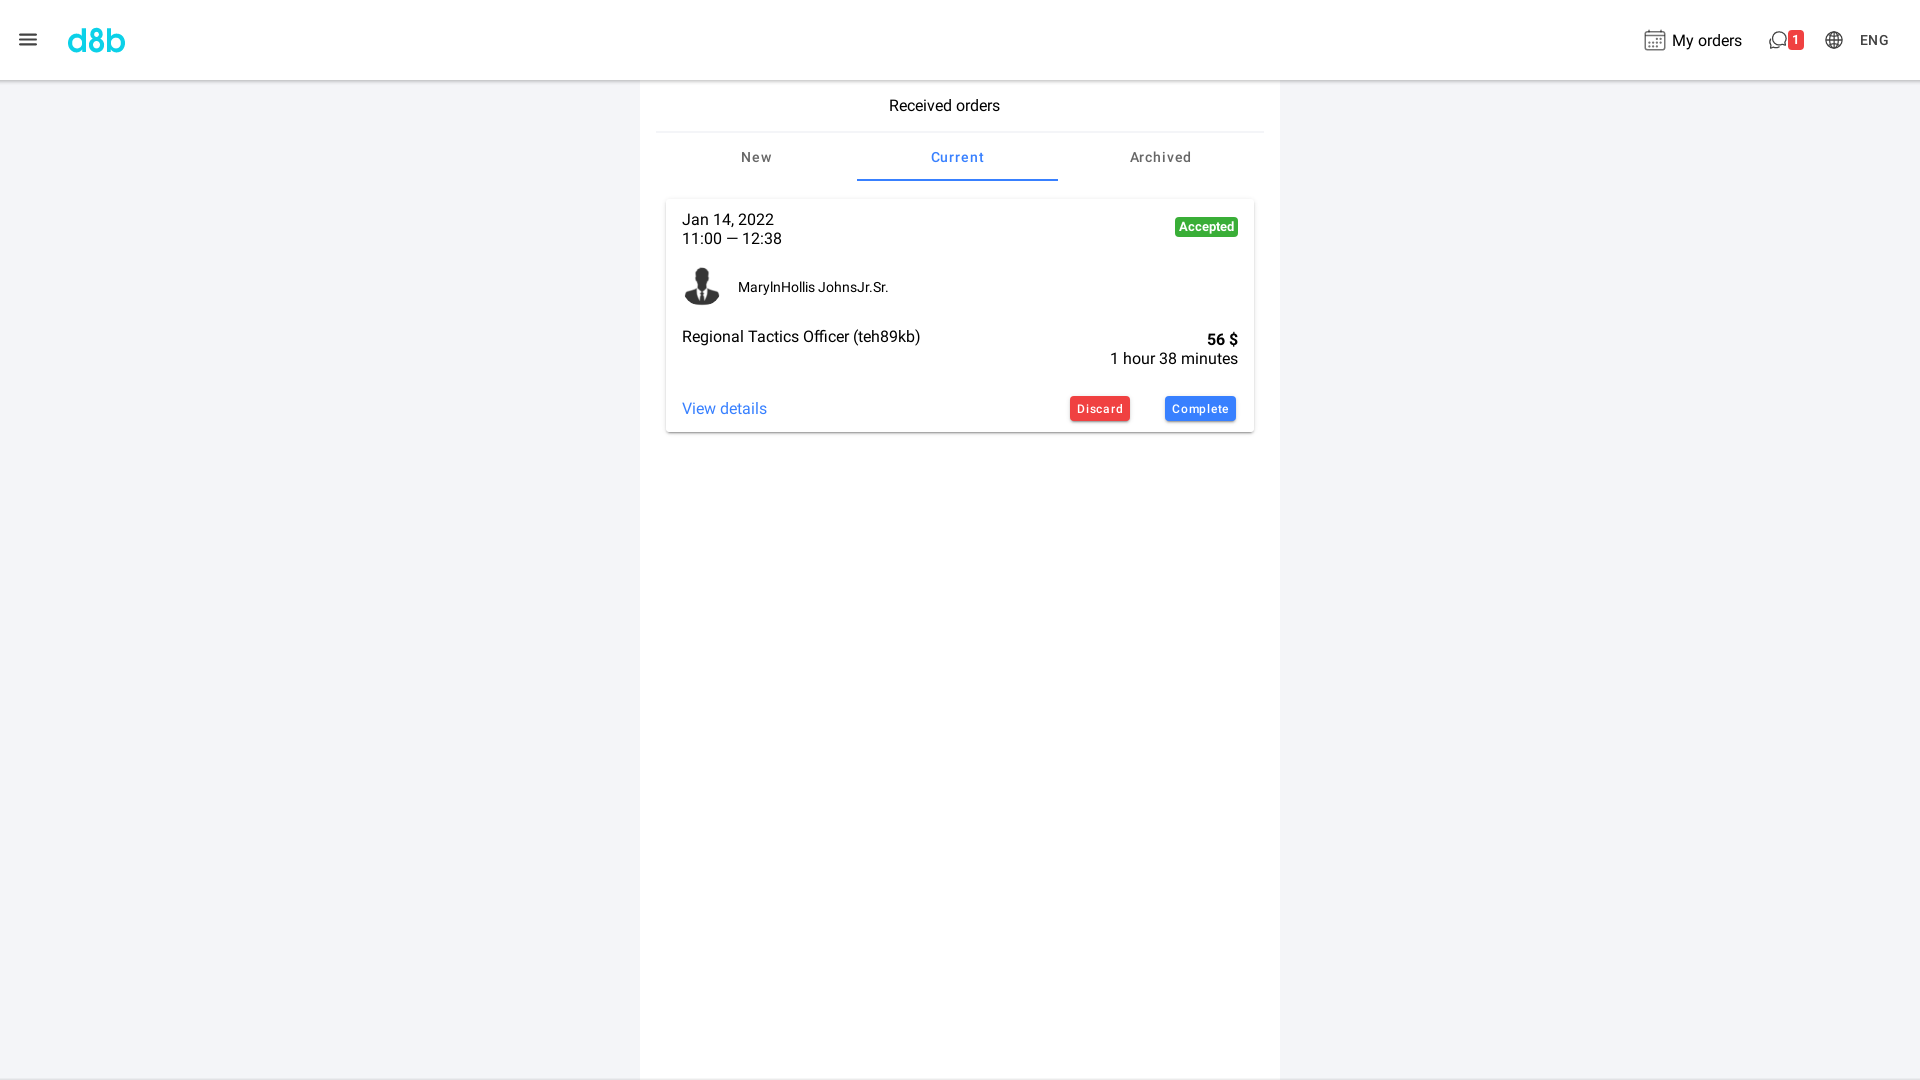 d8b
My orders
1
ENG
Received orders
New
Current
Archived
Jan 14, 2022
11:00 — 12:38
Accepted
MarylnHollis JohnsJr.Sr.
Regional Tactics Officer (teh89kb)
56 $
1 hour 38 minutes
View details
Discard
Complete